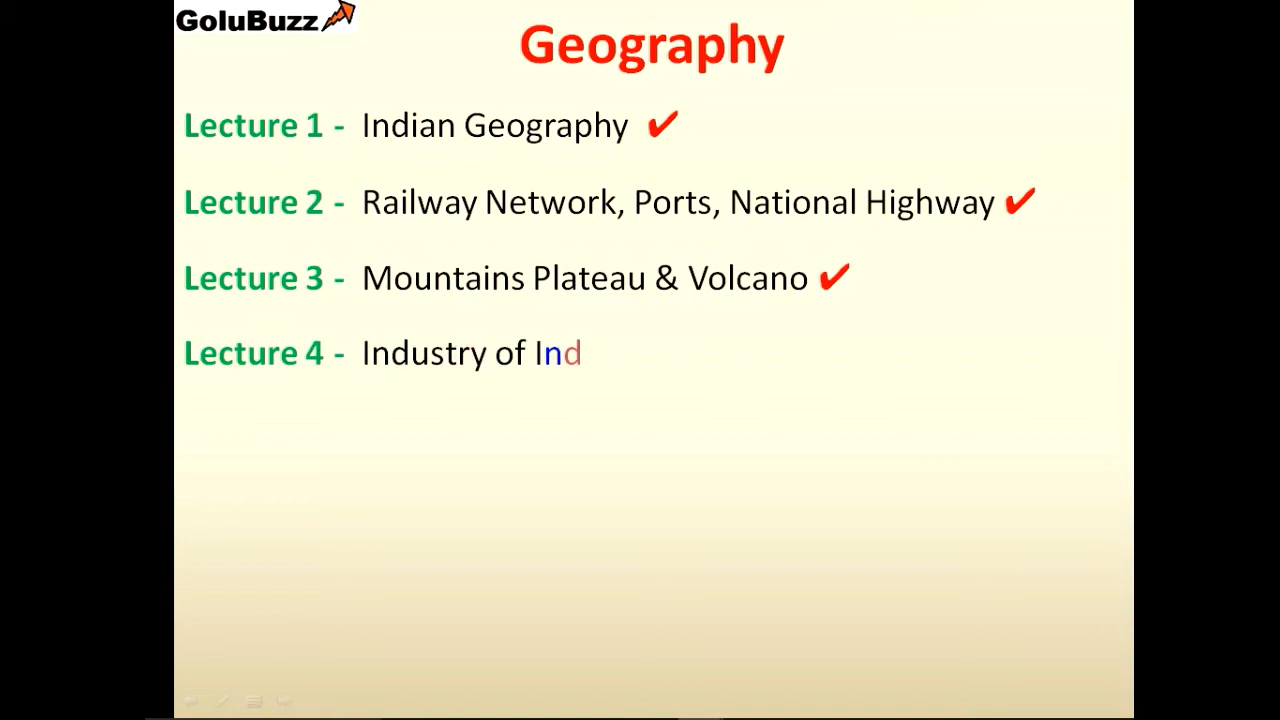 GoluBuzz
Geography
Lecture 1 - Indian Geography ✔
Lecture 2 - Railway Network, Ports, National Highway ✔
Lecture 3 - Mountains Plateau & Volcano ✔
Lecture 4 - Industry of Ind